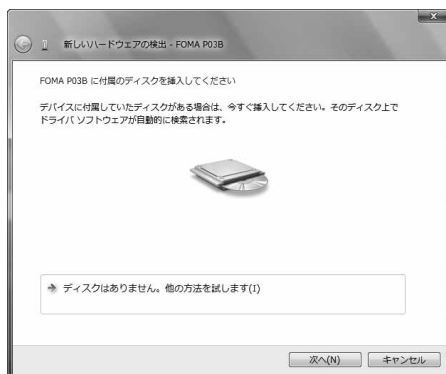 新しいハードウェアの検出 - FOMA P03B
FOMA P03B に付属のディスクを挿入してください
デバイスに付属していたディスクがある場合は、今すぐ挿入してください。そのディスク上で
ドライバ ソフトウェアが自動的に検索されます。
ディスクはありません。他の方法を試します(I)
次へ(N)
キャンセル